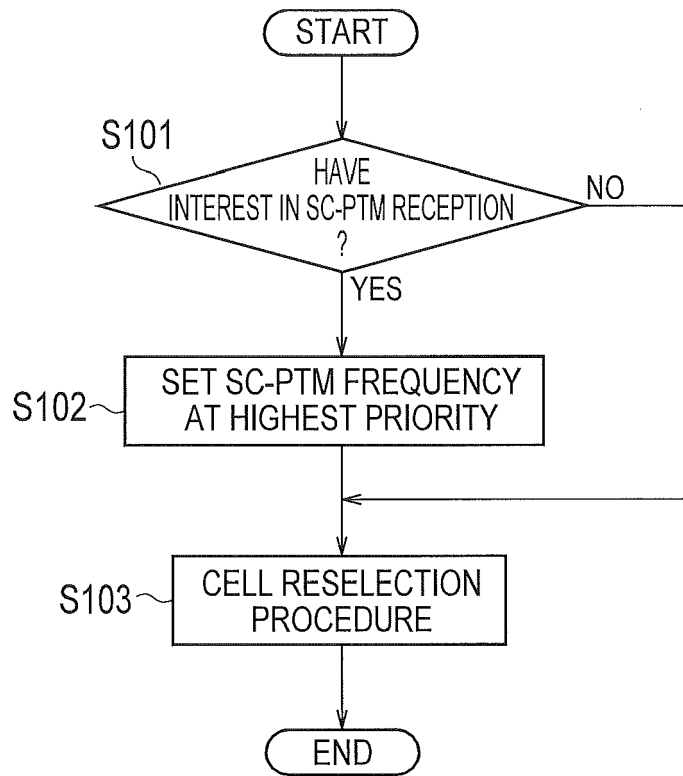 START
S101
HAVE
INTEREST IN SC-PTM RECEPTION
?
NO
YES
S102
SET SC-PTM FREQUENCY
AT HIGHEST PRIORITY
S103
CELL RESELECTION
PROCEDURE
END